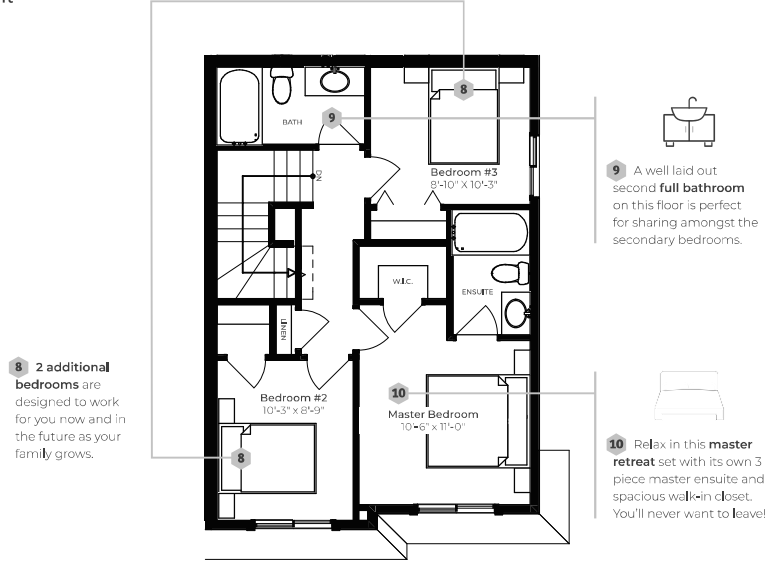 BATH
9
8
Bedroom #3
8'-10" X 10'-3"
DN
W.I.C.
ENSUITE
LINEN
Bedroom #2
10'-3" x 8'-9"
8
10
Master Bedroom
10'-6" x 11'-0"
8 2 additional
bedrooms are
designed to work
for you now and in
the future as your
family grows.
9 A well laid out
second full bathroom
on this floor is perfect
for sharing amongst the
secondary bedrooms.
10 Relax in this master
retreat set with its own 3
piece master ensuite and
spacious walk-in closet.
You'll never want to leave!